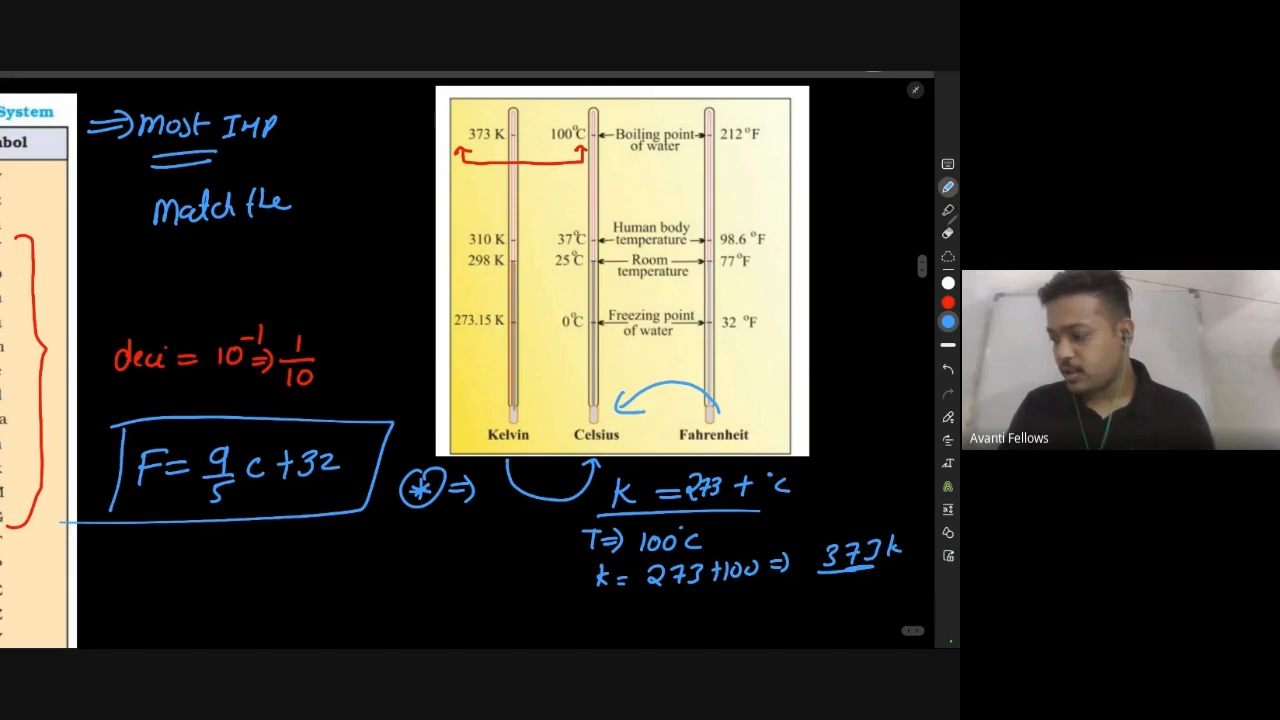 System
bol
⇒ Most IMP
Match the
deci = 10⁻¹ ⇒ 1/10
F = 9/5 C + 32
373 K 100°C Boiling point of water 212 °F
310 K 37°C Human body temperature 98.6 °F
298 K 25°C Room temperature 77 °F
273.15 K 0°C Freezing point of water 32 °F
Kelvin Celsius Fahrenheit
* ⇒ K = 273 + °C
T ⇒ 100°C
K = 273 + 100 ⇒ 373 K
Avanti Fellows